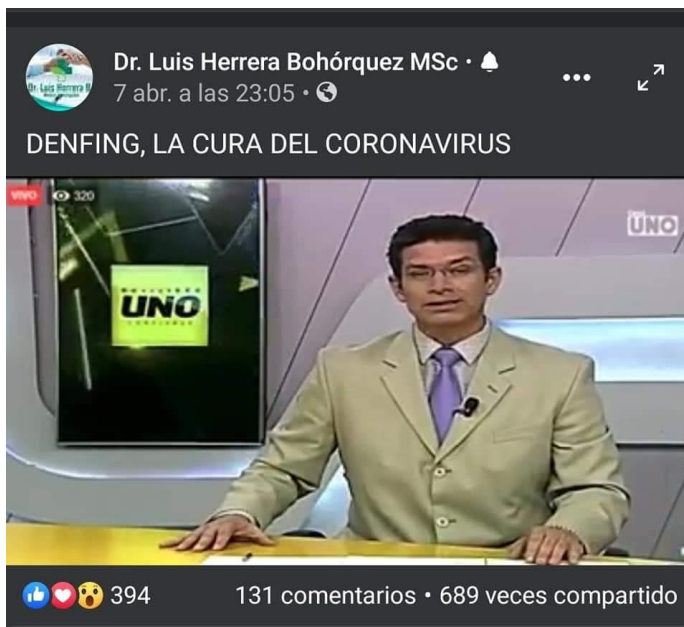 Dr. Luis Herrera Bohórquez MSc
7 abr. a las 23:05
DENFING, LA CURA DEL CORONAVIRUS
VIVO 320
UNO
UNO
394 131 comentarios • 689 veces compartido